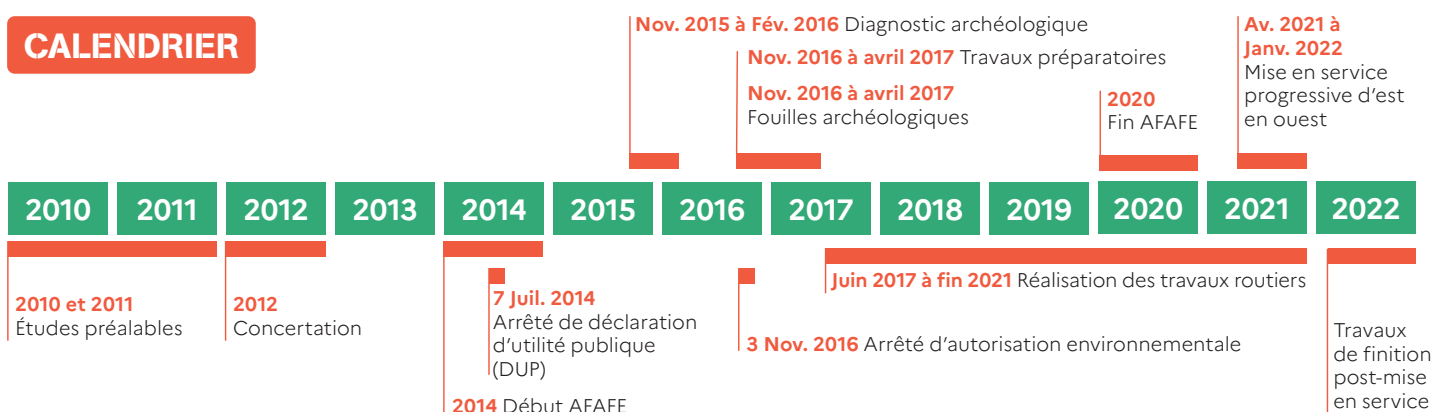 CALENDRIER
Nov. 2015 à Fév. 2016 Diagnostic archéologique
Nov. 2016 à avril 2017 Travaux préparatoires
Nov. 2016 à avril 2017
Fouilles archéologiques
2020
Fin AFAFE
Av. 2021 à
Janv. 2022
Mise en service
progressive d'est
en ouest
2010 2011 2012 2013 2014 2015 2016 2017 2018 2019 2020 2021 2022
2010 et 2011
Études préalables
2012
Concertation
7 Juil. 2014
Arrêté de déclaration
d'utilité publique
(DUP)
2014 Début AFAFE
3 Nov. 2016 Arrêté d'autorisation environnementale
Juin 2017 à fin 2021 Réalisation des travaux routiers
Travaux
de finition
post-mise
en service